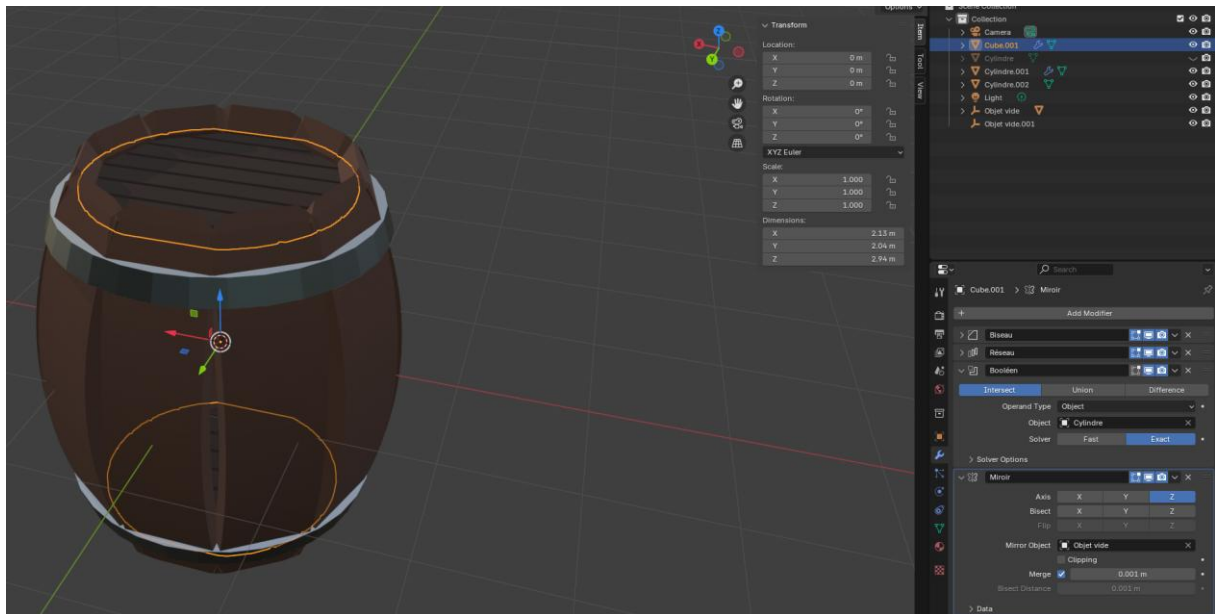 Options
Scene Collection
Collection
Camera
Cube.001
Cylindre
Cylindre.001
Cylindre.002
Light
Objet vide
Objet vide.001
X
Y
Z
Item
Tool
View
Transform
Location:
X 0 m
Y 0 m
Z 0 m
Rotation:
X 0°
Y 0°
Z 0°
XYZ Euler
Scale:
X 1.000
Y 1.000
Z 1.000
Dimensions:
X 2.13 m
Y 2.04 m
Z 2.94 m
Search
Cube.001 > Miroir
+ Add Modifier
Biseau
Réseau
Booléen
Intersect Union Difference
Operand Type Object
Object Cylindre
Solver Fast Exact
Solver Options
Miroir
Axis X Y Z
Bisect X Y Z
Flip X Y Z
Mirror Object Objet vide
Clipping
Merge 0.001 m
Bisect Distance 0.001 m
Data